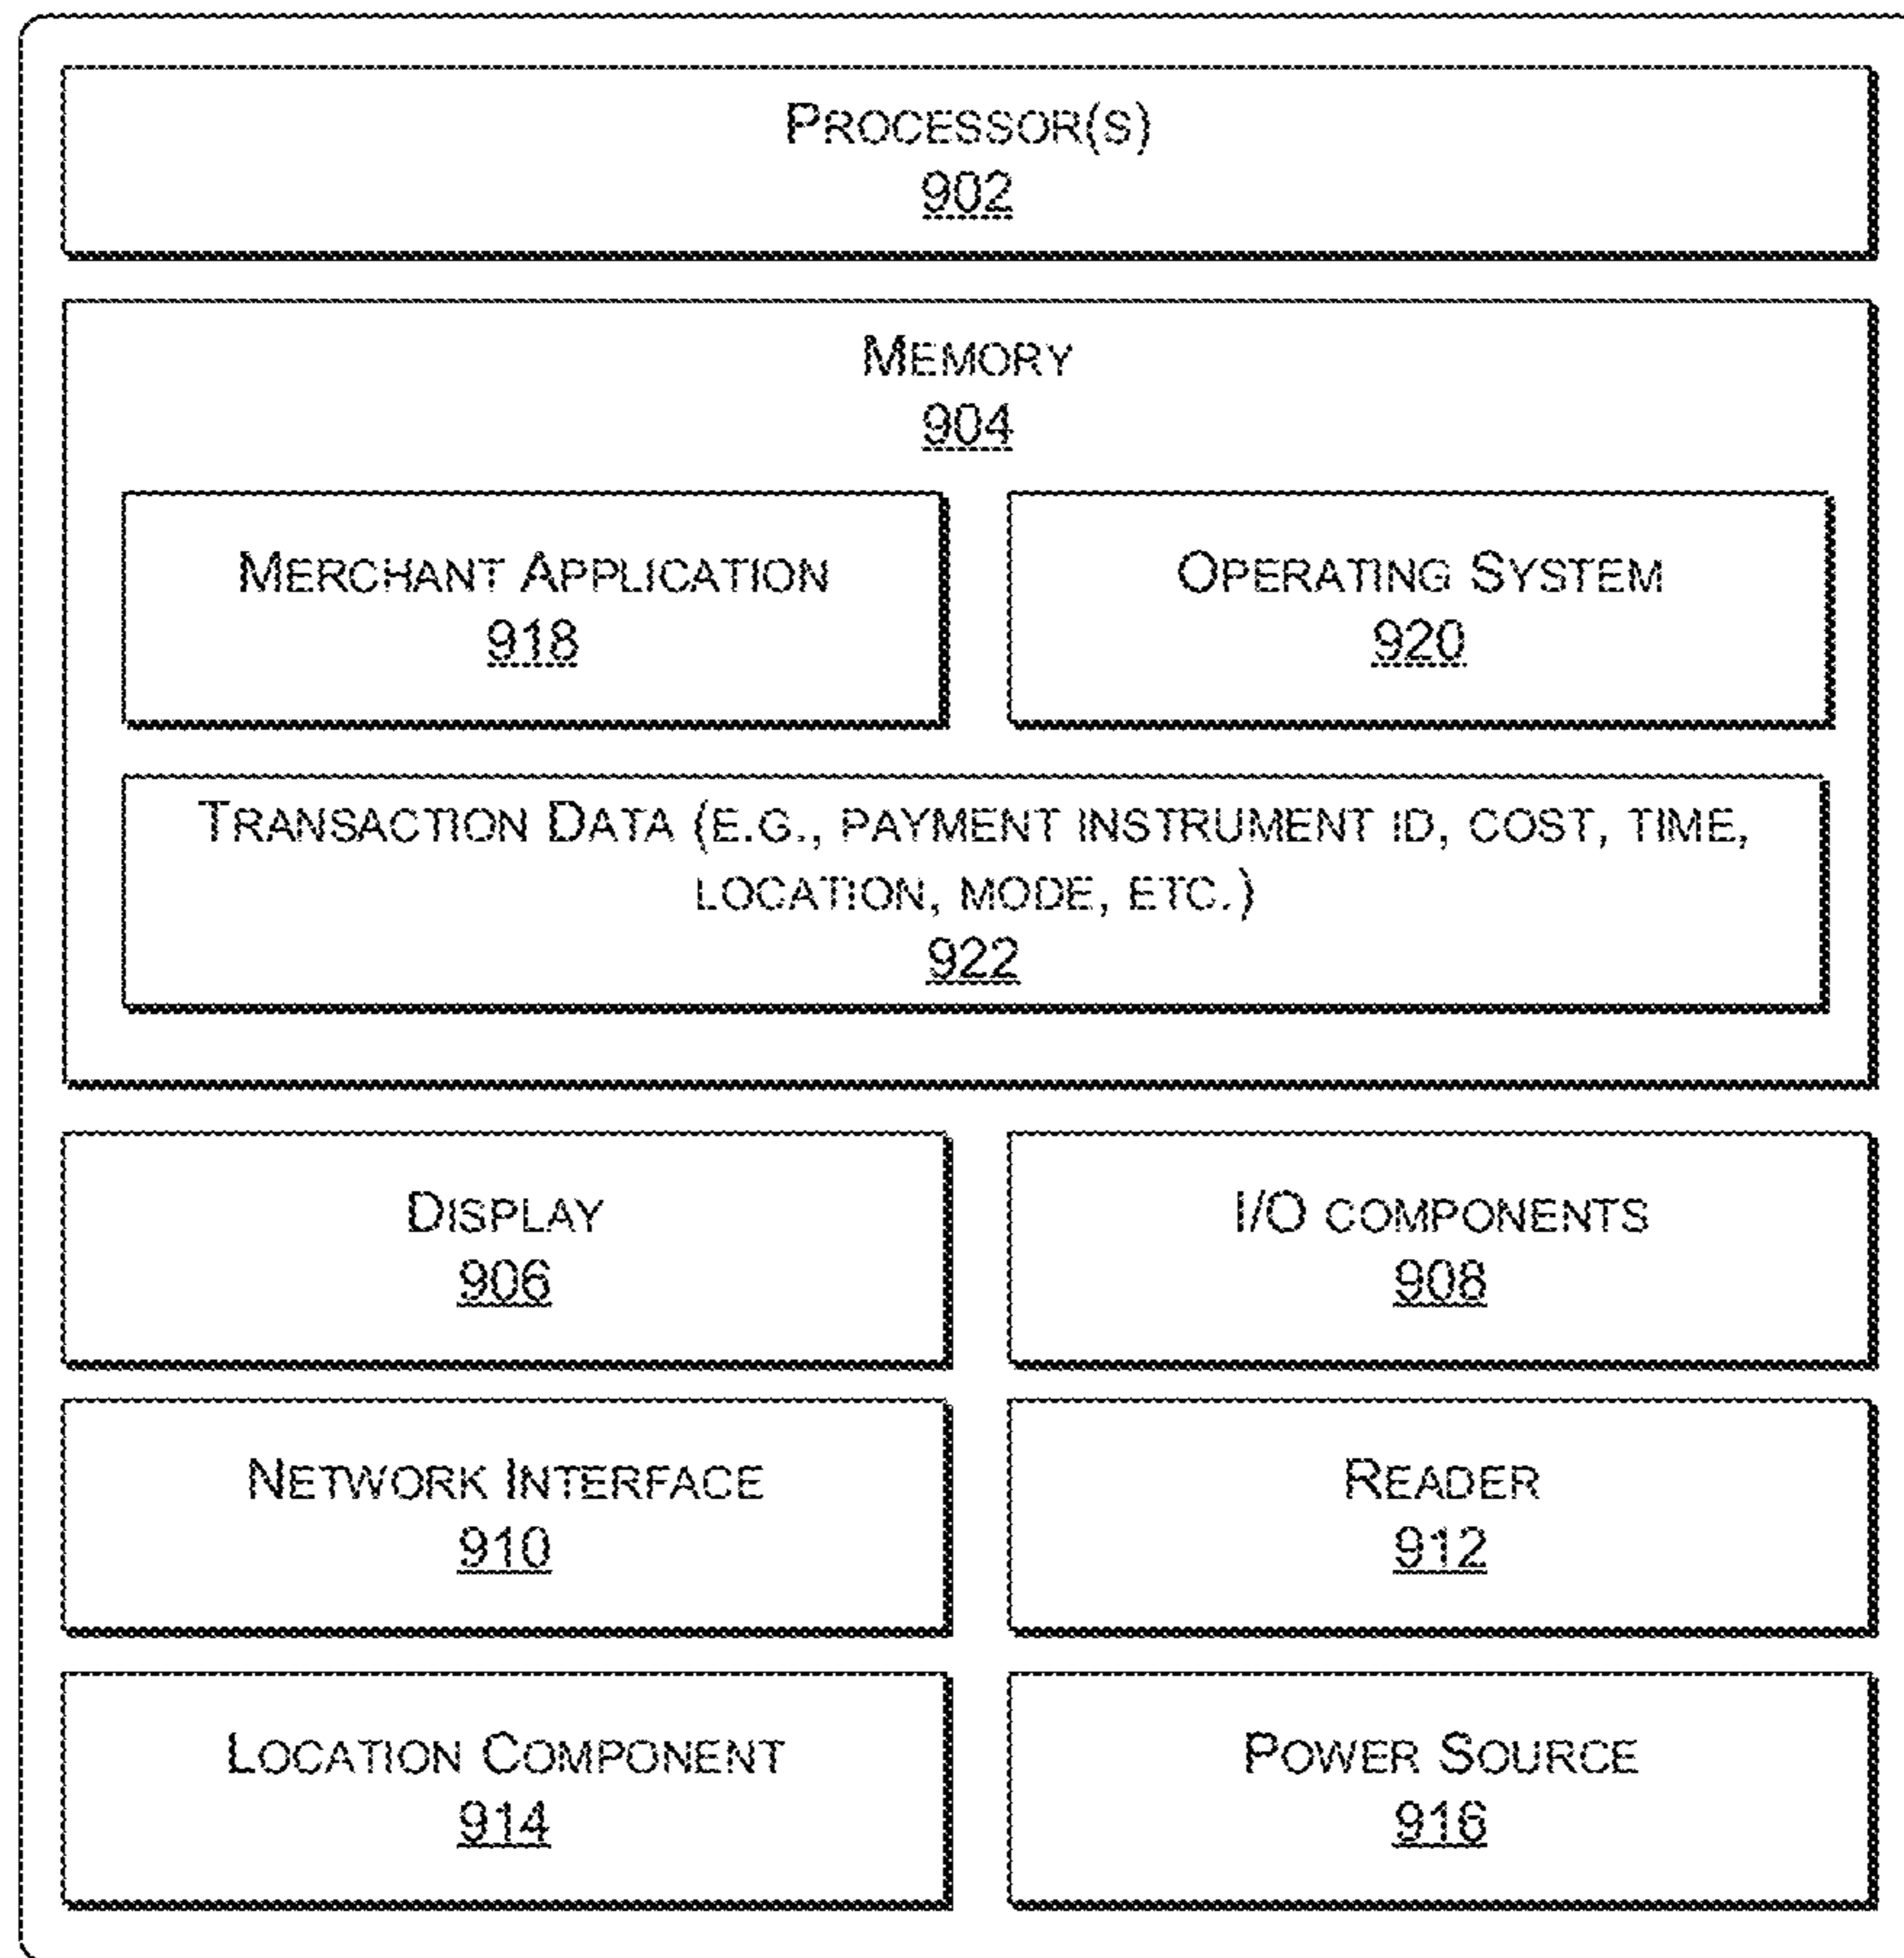 PROCESSOR(S)
902
MEMORY
904
MERCHANT APPLICATION
918
OPERATING SYSTEM
920
TRANSACTION DATA (E.G., PAYMENT INSTRUMENT ID, COST, TIME,
LOCATION, MODE, ETC.)
922
DISPLAY
906
I/O COMPONENTS
908
NETWORK INTERFACE
910
READER
912
LOCATION COMPONENT
914
POWER SOURCE
916